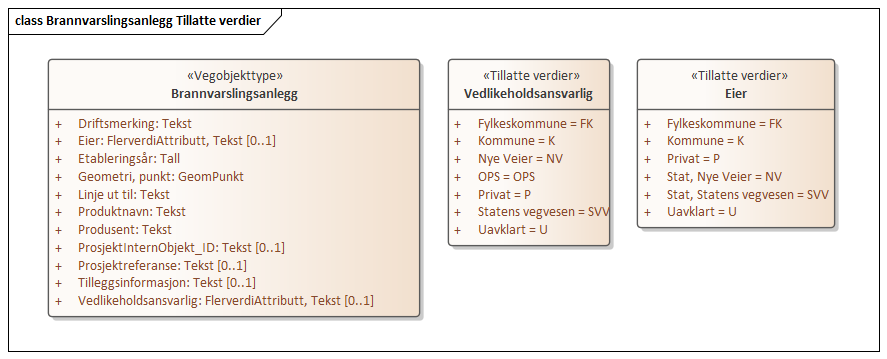 class Brannvarslingsanlegg Tillatte verdier
«Vegobjekttype»
Brannvarslingsanlegg
+ Driftsmerking: Tekst
+ Eier: FlerverdiAttributt, Tekst [0..1]
+ Etableringsår: Tall
+ Geometri, punkt: GeomPunkt
+ Linje ut til: Tekst
+ Produktnavn: Tekst
+ Produsent: Tekst
+ ProsjektInternObjekt_ID: Tekst [0..1]
+ Prosjektreferanse: Tekst [0..1]
+ Tilleggsinformasjon: Tekst [0..1]
+ Vedlikeholdsansvarlig: FlerverdiAttributt, Tekst [0..1]
«Tillatte verdier»
Vedlikeholdsansvarlig
+ Fylkeskommune = FK
+ Kommune = K
+ Nye Veier = NV
+ OPS = OPS
+ Privat = P
+ Statens vegvesen = SVV
+ Uavklart = U
«Tillatte verdier»
Eier
+ Fylkeskommune = FK
+ Kommune = K
+ Privat = P
+ Stat, Nye Veier = NV
+ Stat, Statens vegvesen = SVV
+ Uavklart = U